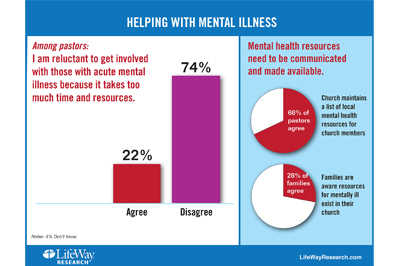 HELPING WITH MENTAL ILLNESS
Among pastors:
I am reluctant to get involved
with those with acute mental
illness because it takes too
much time and resources.
74%
22%
Agree
Disagree
Notes: 4% Don't know.
Mental health resources
need to be communicated
and made available.
68% of
pastors
agree
Church maintains
a list of local
mental health
resources for
church members
28% of
families
agree
Families are
aware resources
for mentally ill
exist in their
church
LifeWay
RESEARCH
LifeWayResearch.com